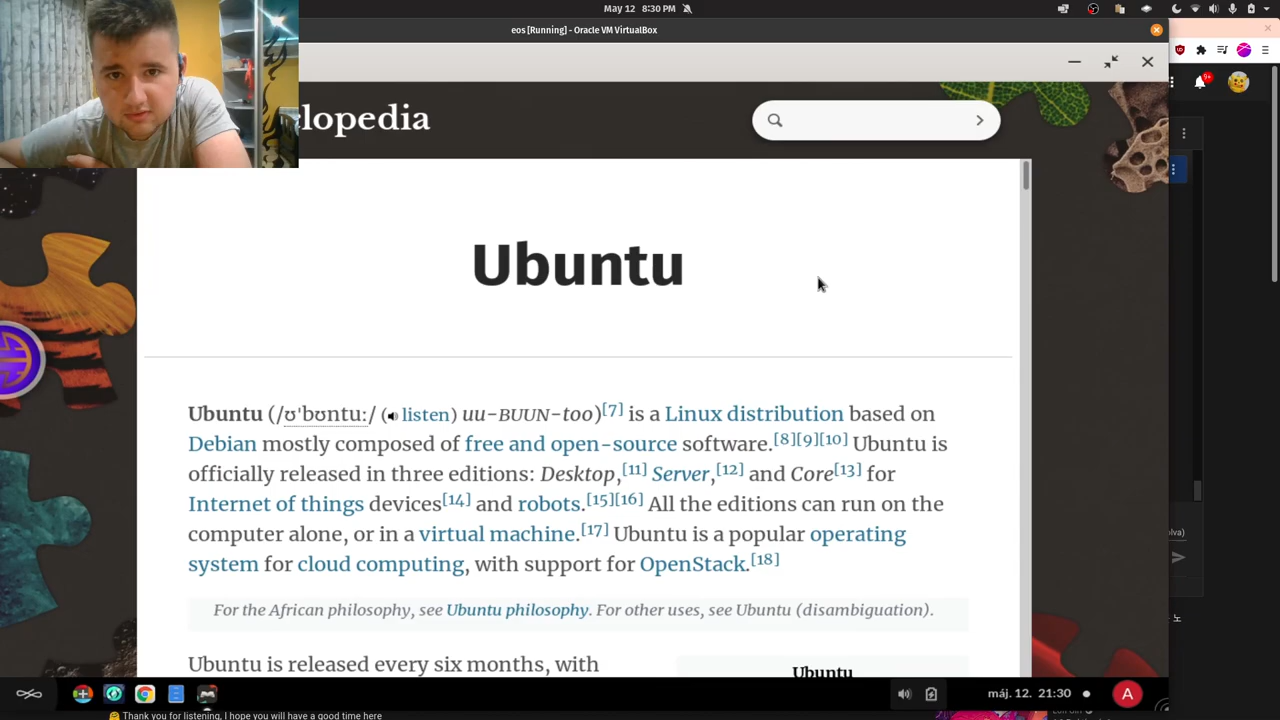 May 12 8:30 PM
eos [Running] - Oracle VM VirtualBox
9+
clopedia
Ubuntu
Ubuntu (/ʊˈbʊntuː/ (listen) uu-BUUN-too)[7] is a Linux distribution based on
Debian mostly composed of free and open-source software.[8][9][10] Ubuntu is
officially released in three editions: Desktop,[11] Server,[12] and Core[13] for
Internet of things devices[14] and robots.[15][16] All the editions can run on the
computer alone, or in a virtual machine.[17] Ubuntu is a popular operating
system for cloud computing, with support for OpenStack.[18]
olva)
For the African philosophy, see Ubuntu philosophy. For other uses, see Ubuntu (disambiguation).
노
Ubuntu is released every six months, with
Ubuntu
máj. 12. 21:30
A
Thank you for listening, I hope you will have a good time here